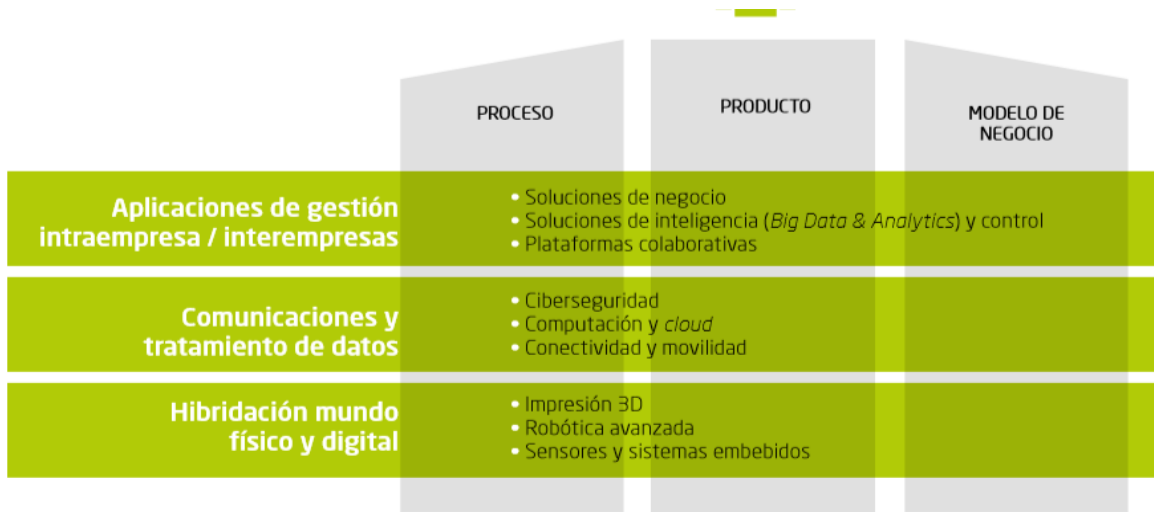 PROCESO
PRODUCTO
MODELO DE
NEGOCIO
Aplicaciones de gestión
intraempresa / interempresas
• Soluciones de negocio
• Soluciones de inteligencia (Big Data & Analytics) y control
• Plataformas colaborativas
Comunicaciones y
tratamiento de datos
• Ciberseguridad
• Computación y cloud
• Conectividad y movilidad
Hibridación mundo
físico y digital
• Impresión 3D
• Robótica avanzada
• Sensores y sistemas embebidos